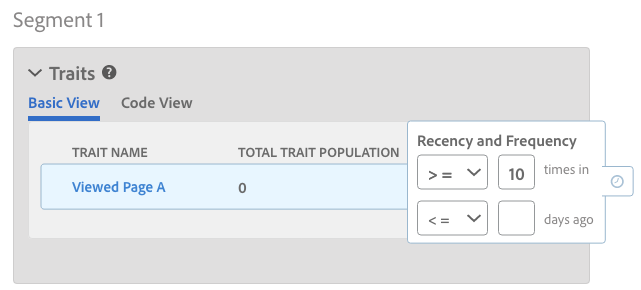 Segment 1
Traits ?
Basic View Code View
Recency and Frequency
TRAIT NAME TOTAL TRAIT POPULATION
>= 10 times in
Viewed Page A 0
<= days ago